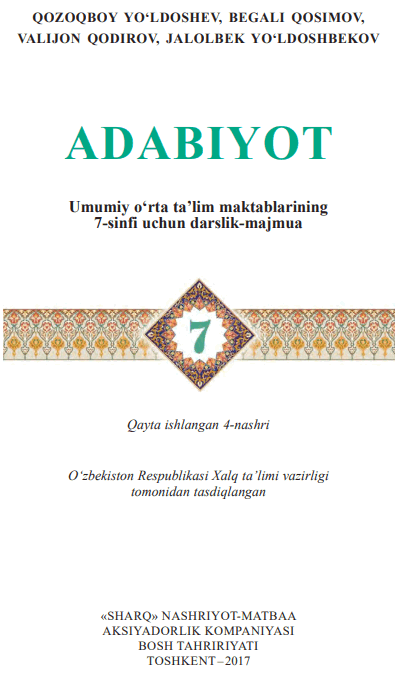 QOZOQBOY YO‘LDOSHEV, BEGALI QOSIMOV,
VALIJON QODIROV, JALOLBEK YO‘LDOSHBEKOV
ADABIYOT
Umumiy o‘rta ta’lim maktablarining
7-sinfi uchun darslik-majmua
7
Qayta ishlangan 4-nashri
O‘zbekiston Respublikasi Xalq ta’limi vazirligi
tomonidan tasdiqlangan
«SHARQ» NASHRIYOT-MATBAA
AKSIYADORLIK KOMPANIYASI
BOSH TAHRIRIYATI
TOSHKENT–2017